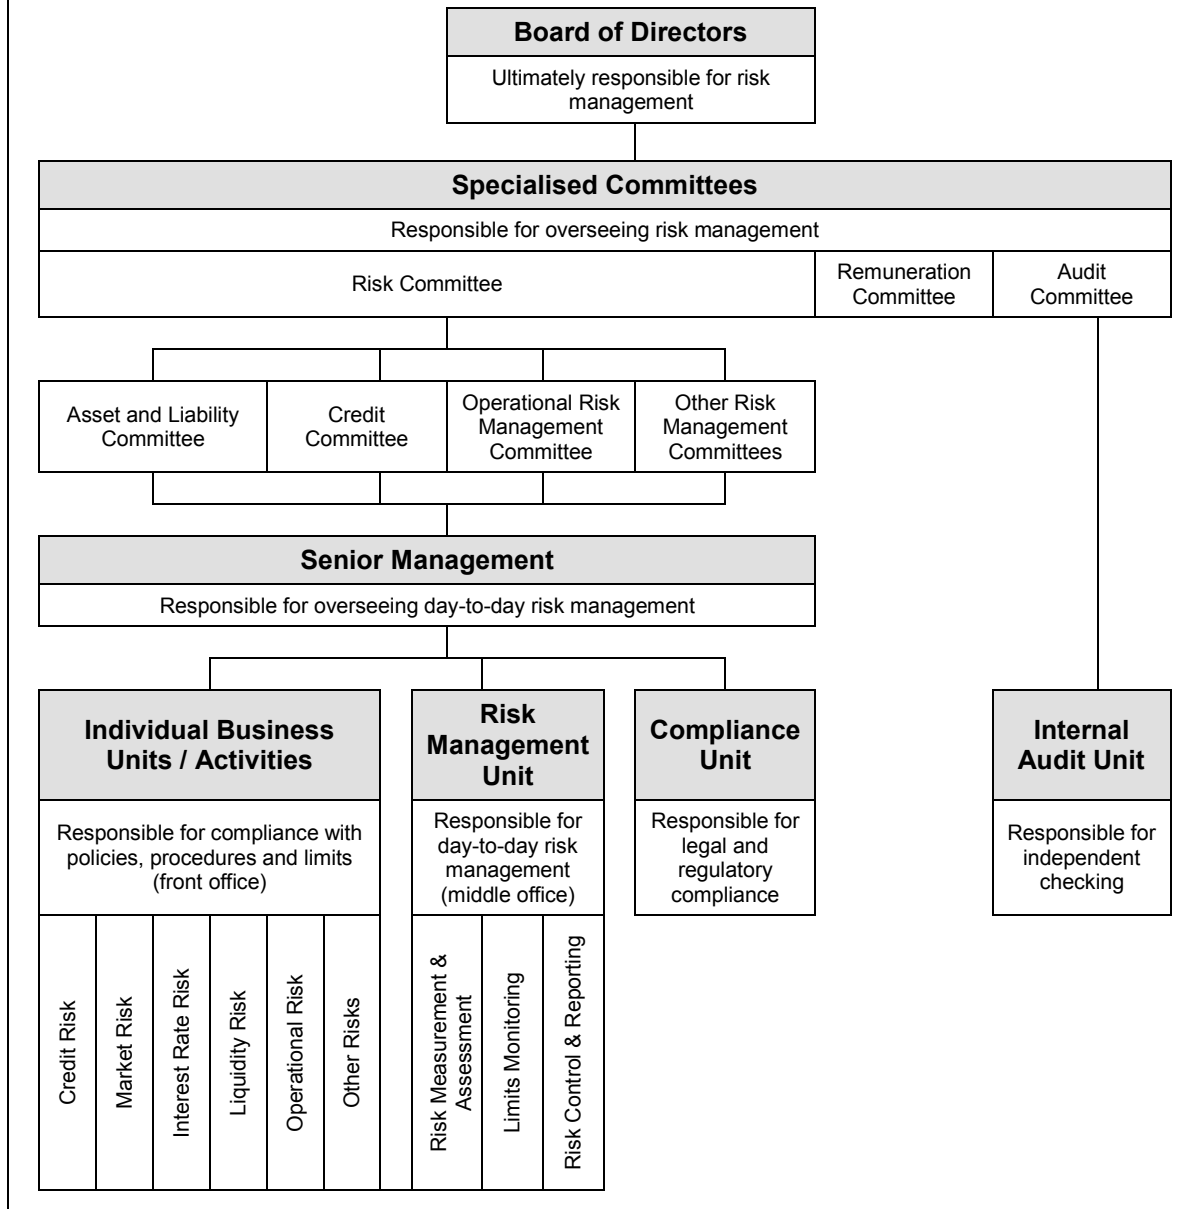 Board of Directors
Ultimately responsible for risk
management
Specialised Committees
Responsible for overseeing risk management
Risk Committee
Remuneration
Committee
Audit
Committee
Asset and Liability
Committee
Credit
Committee
Operational Risk
Management
Committee
Other Risk
Management
Committees
Senior Management
Responsible for overseeing day-to-day risk management
Individual Business
Units / Activities
Responsible for compliance with
policies, procedures and limits
(front office)
Credit Risk
Market Risk
Interest Rate Risk
Liquidity Risk
Operational Risk
Other Risks
Risk
Management
Unit
Responsible for
day-to-day risk
management
(middle office)
Risk Measurement &
Assessment
Limits Monitoring
Risk Control & Reporting
Compliance
Unit
Responsible for
legal and
regulatory
compliance
Internal
Audit Unit
Responsible for
independent
checking